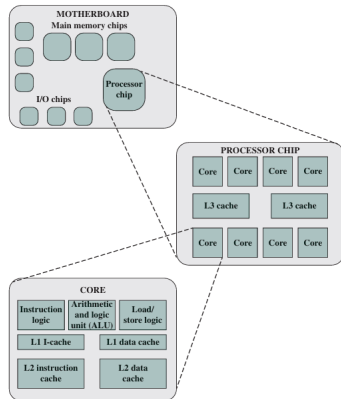 MOTHERBOARD
Main memory chips
Processor
chip
I/O chips
PROCESSOR CHIP
Core Core Core Core
L3 cache L3 cache
Core Core Core Core
CORE
Instruction
logic
Arithmetic
and logic
unit (ALU)
Load/
store logic
L1 I-cache L1 data cache
L2 instruction
cache
L2 data
cache